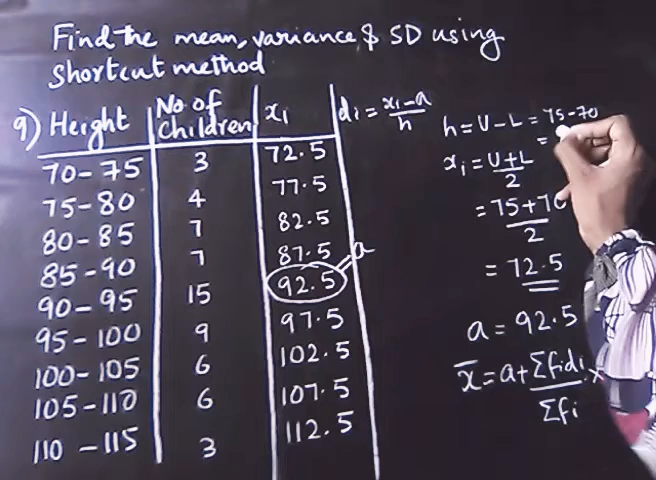 Find the mean, variance & SD using
shortcut method
9) Height No of Children xi di = xi-a/h
70-75 3 72.5
75-80 4 77.5
80-85 7 82.5
85-90 7 87.5
90-95 15 92.5 a
95-100 9 97.5
100-105 6 102.5
105-110 6 107.5
110-115 3 112.5
h = U-L = 75-70
=
xi = U+L/2
= 75+70/2
= 72.5
a = 92.5
x̄ = a + Σfidi/Σfi ×